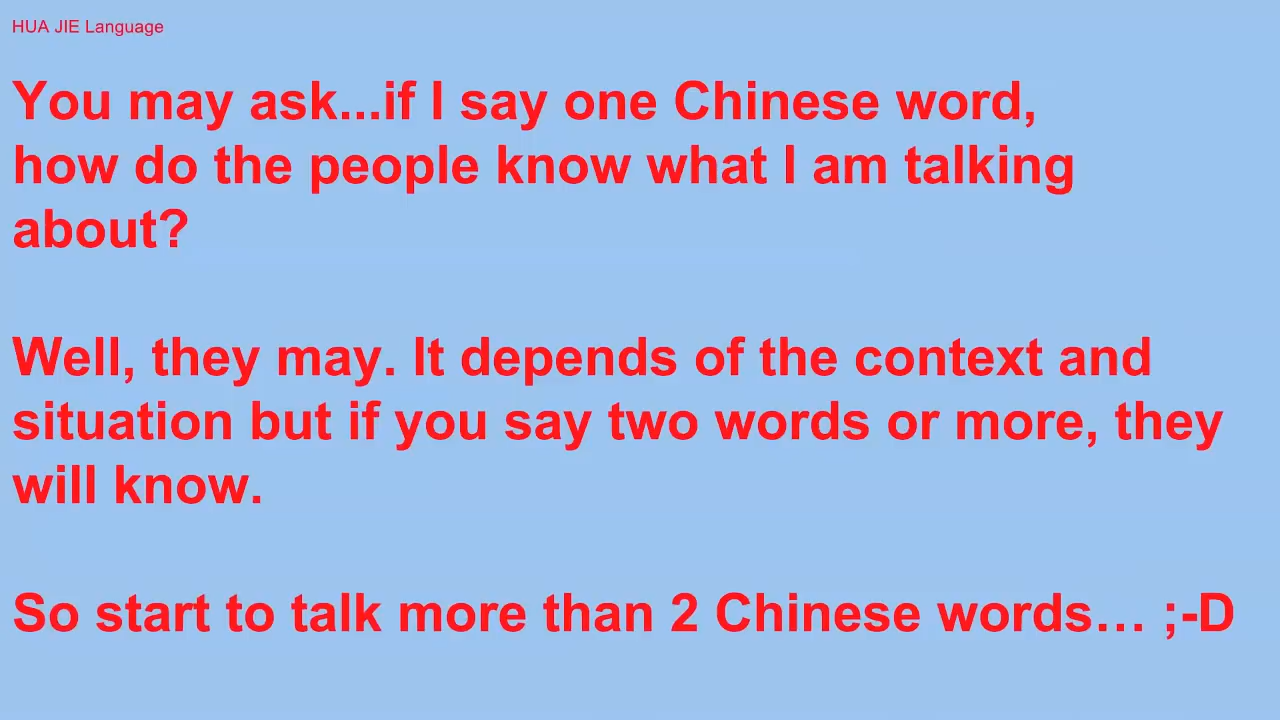 HUA JIE Language
You may ask...if I say one Chinese word,
how do the people know what I am talking
about?
Well, they may. It depends of the context and
situation but if you say two words or more, they
will know.
So start to talk more than 2 Chinese words… ;-D